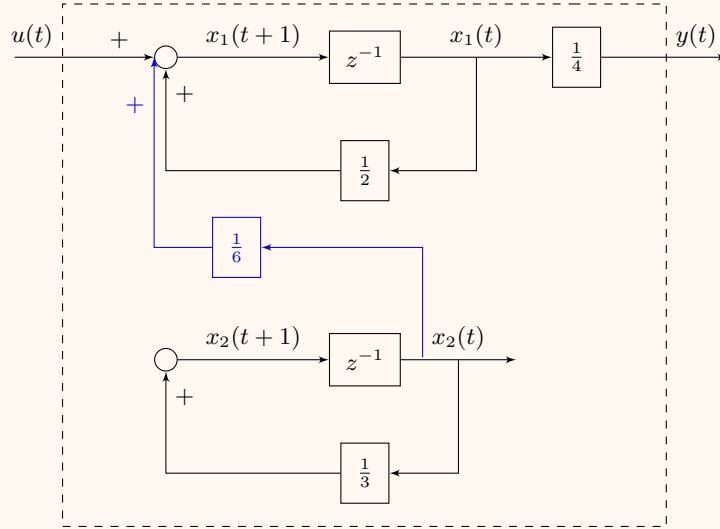 u(t)
+
x₁(t+1)
z⁻¹
x₁(t)
1/4
y(t)
+
+
1/2
1/6
x₂(t+1)
z⁻¹
x₂(t)
+
1/3